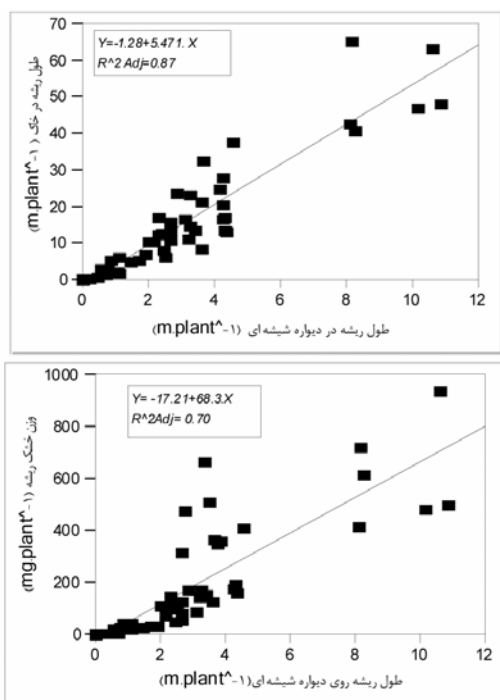 Y=-1.28+5.471. X
R^2 Adj=0.87
70
60
50
40
30
20
10
0
طول ریشه در خاک (m.plant^-1)
0 2 4 6 8 10 12
طول ریشه در دیواره شیشه ای (m.plant^-1)
Y= -17.21+68.3.X
R^2Adj= 0.70
1000
800
600
400
200
0
وزن خشک ریشه (mg.plant^-1)
0 2 4 6 8 10 12
طول ریشه روی دیواره شیشه ای(m.plant^-1)